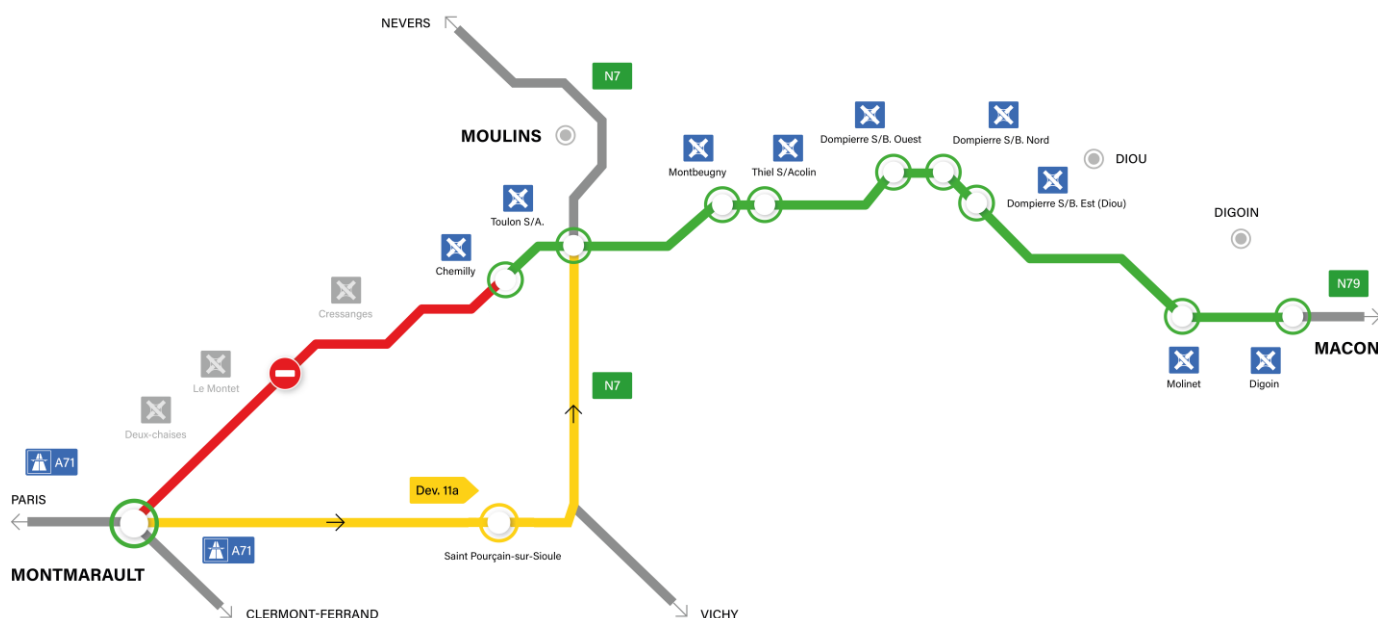 NEVERS
N7
MOULINS
Dompierre S/B. Ouest
Dompierre S/B. Nord
Montbeugny
Thiel S/Acolin
DIOU
Dompierre S/B. Est (Diou)
Toulon S/A.
DIGOIN
Chemilly
N79
Cressanges
MACON
Le Montet
Molinet
Digoin
N7
Deux-chaises
A71
Dev. 11a
PARIS
A71
Saint Pourçain-sur-Sioule
MONTMARAULT
CLERMONT-FERRAND
VICHY